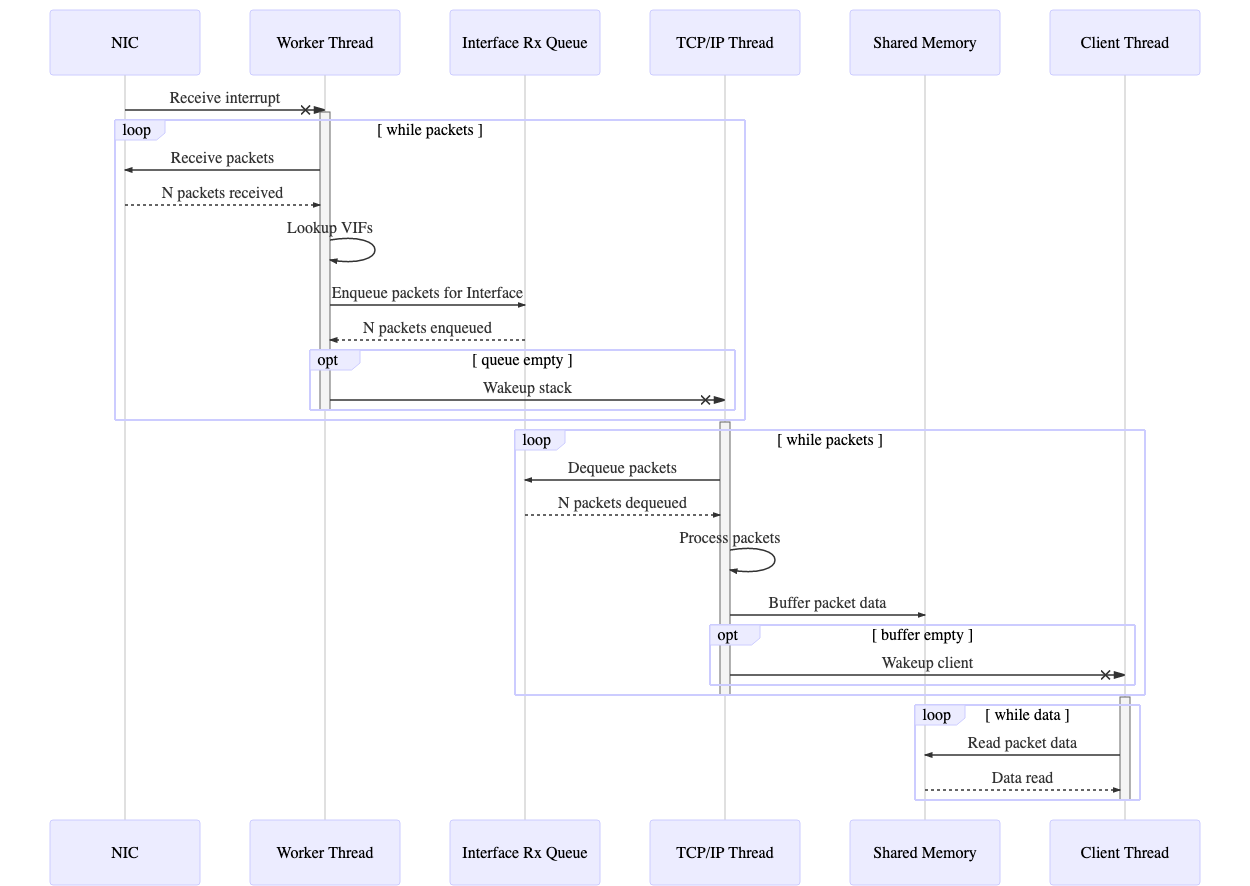 NIC
Worker Thread
Interface Rx Queue
TCP/IP Thread
Shared Memory
Client Thread
Receive interrupt
loop
[ while packets ]
Receive packets
N packets received
Lookup VIFs
Enqueue packets for Interface
N packets enqueued
opt
[ queue empty ]
Wakeup stack
loop
[ while packets ]
Dequeue packets
N packets dequeued
Process packets
Buffer packet data
opt
[ buffer empty ]
Wakeup client
loop
[ while data ]
Read packet data
Data read
NIC
Worker Thread
Interface Rx Queue
TCP/IP Thread
Shared Memory
Client Thread